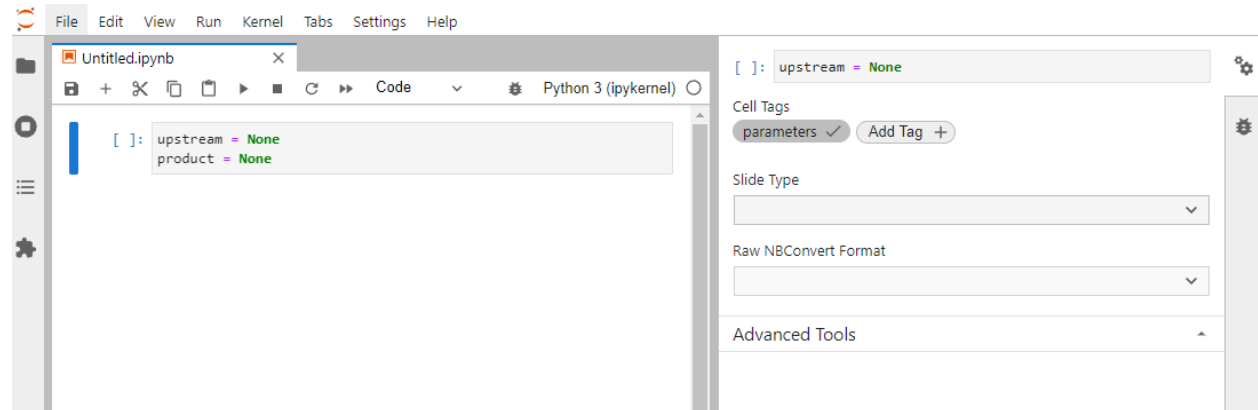 File Edit View Run Kernel Tabs Settings Help
Untitled.ipynb
Code Python 3 (ipykernel)
[ ]: upstream = None
product = None
[ ]: upstream = None
Cell Tags
parameters Add Tag
Slide Type
Raw NBConvert Format
Advanced Tools